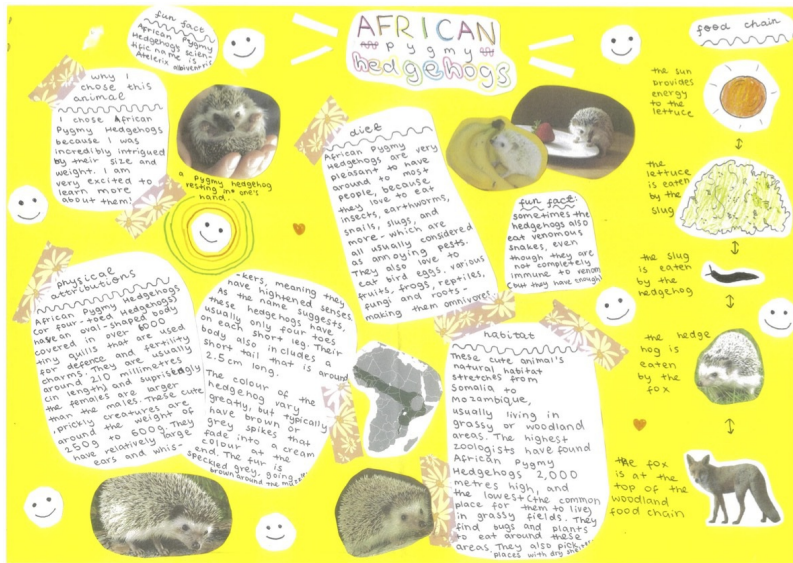 AFRICAN
pygmy
hedgehogs
fun fact
African Pygmy
Hedgehogs scien-
tific name is
Atelerix albiventris
why I
chose this
animal
I chose African
Pygmy Hedgehogs
because I was
incredibly intrigued
by their size and
weight. I am
very excited to
learn more
about them!
a pygmy hedgehog
resting in one's
hand.
physical
attributions
African Pygmy Hedgehogs
(or four-toed Hedgehogs)
have an oval-shaped body
covered in over 6000
tiny quills that are used
for defence and fertility
charms. They are usually
around 210 millimetres
(in length) and suprisingly
the females are larger
than the males. These cute
prickly creatures are
around the weight of
250g to 600g. They
have relatively large
ears and whis-
kers, meaning they
have hightened senses.
As the name suggests,
these hedgehogs have
usually only four toes
on each short leg. Their
body also includes a
short tail that is around
2.5cm long.
The colour of the
hedgehog vary
greatly, but typically
have brown or
grey spikes that
fade into a cream
colour at the
end. The fur is
speckled grey, going
brown around the muzzle.
diet
African Pygmy
Hedgehogs are very
pleasant to have
around to most
people, because
they love to eat
insects, earthworms,
snails, slugs, and
more - which are
all usually considered
as annoying pests.
They also love to
eat bird eggs, various
fruits, frogs, reptiles,
fungi and roots -
making them omnivores.
fun fact:
sometimes the
hedgehogs also
eat venomous
snakes, even
though they are
not completely
immune to venom
(but they have though)
habitat
These cute animal's
natural habitat
stretches from
Somalia to
Mozambique,
usually living in
grassy or woodland
areas. The highest
zoologists have found
African Pygmy
Hedgehogs 2,000
metres high, and
the lowest (the common
place for them to live)
in grassy fields. They
find bugs and plants
to eat around these
areas. They also pick
places with dry shelter.
food chain
the sun
provides
energy
to the
lettuce
the
lettuce
is eaten
by the
slug
the slug
is eaten
by the
hedgehog
the hedge
hog is
eaten
by the
fox
the fox
is at the
top of the
woodland
food chain